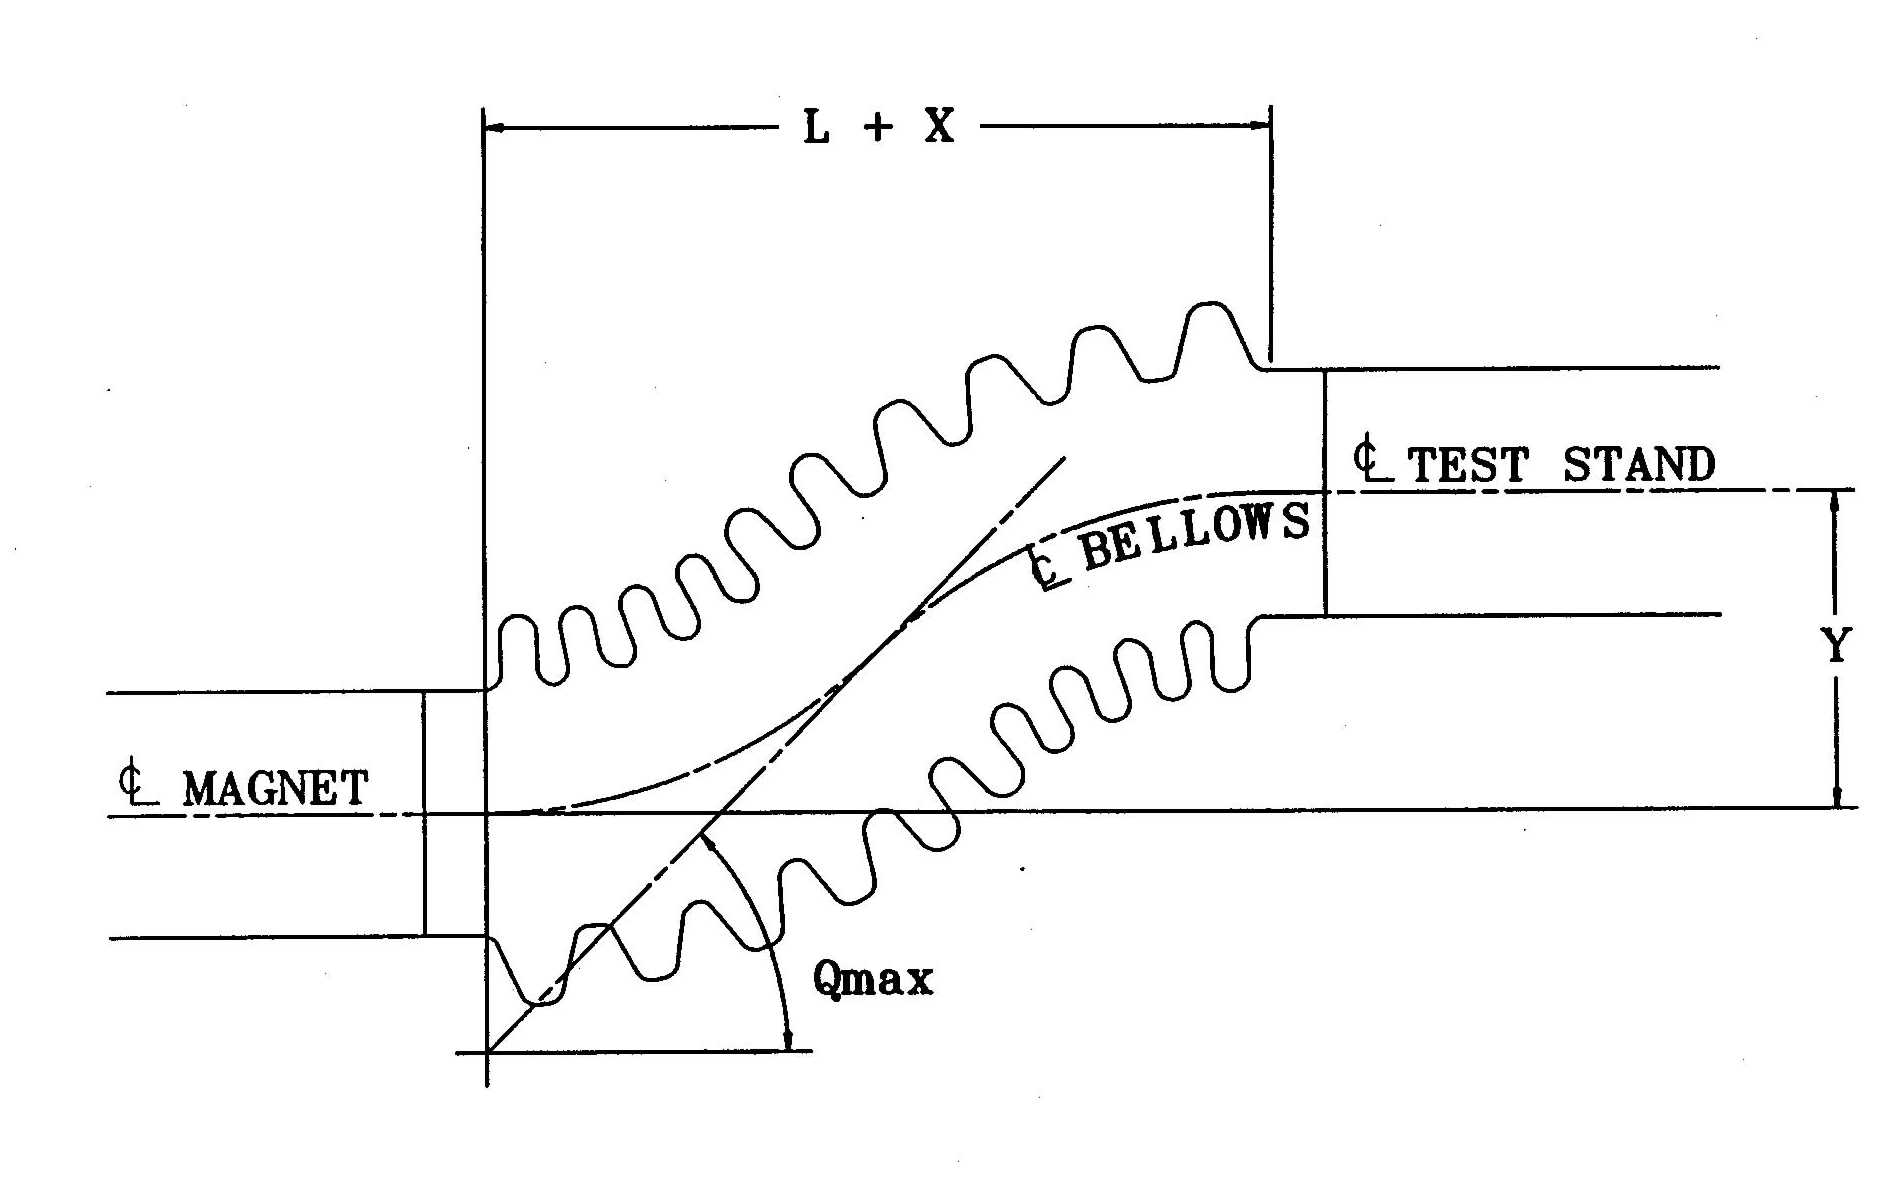 L + X
℄ TEST STAND
℄ BELLOWS
Y
℄ MAGNET
Qmax